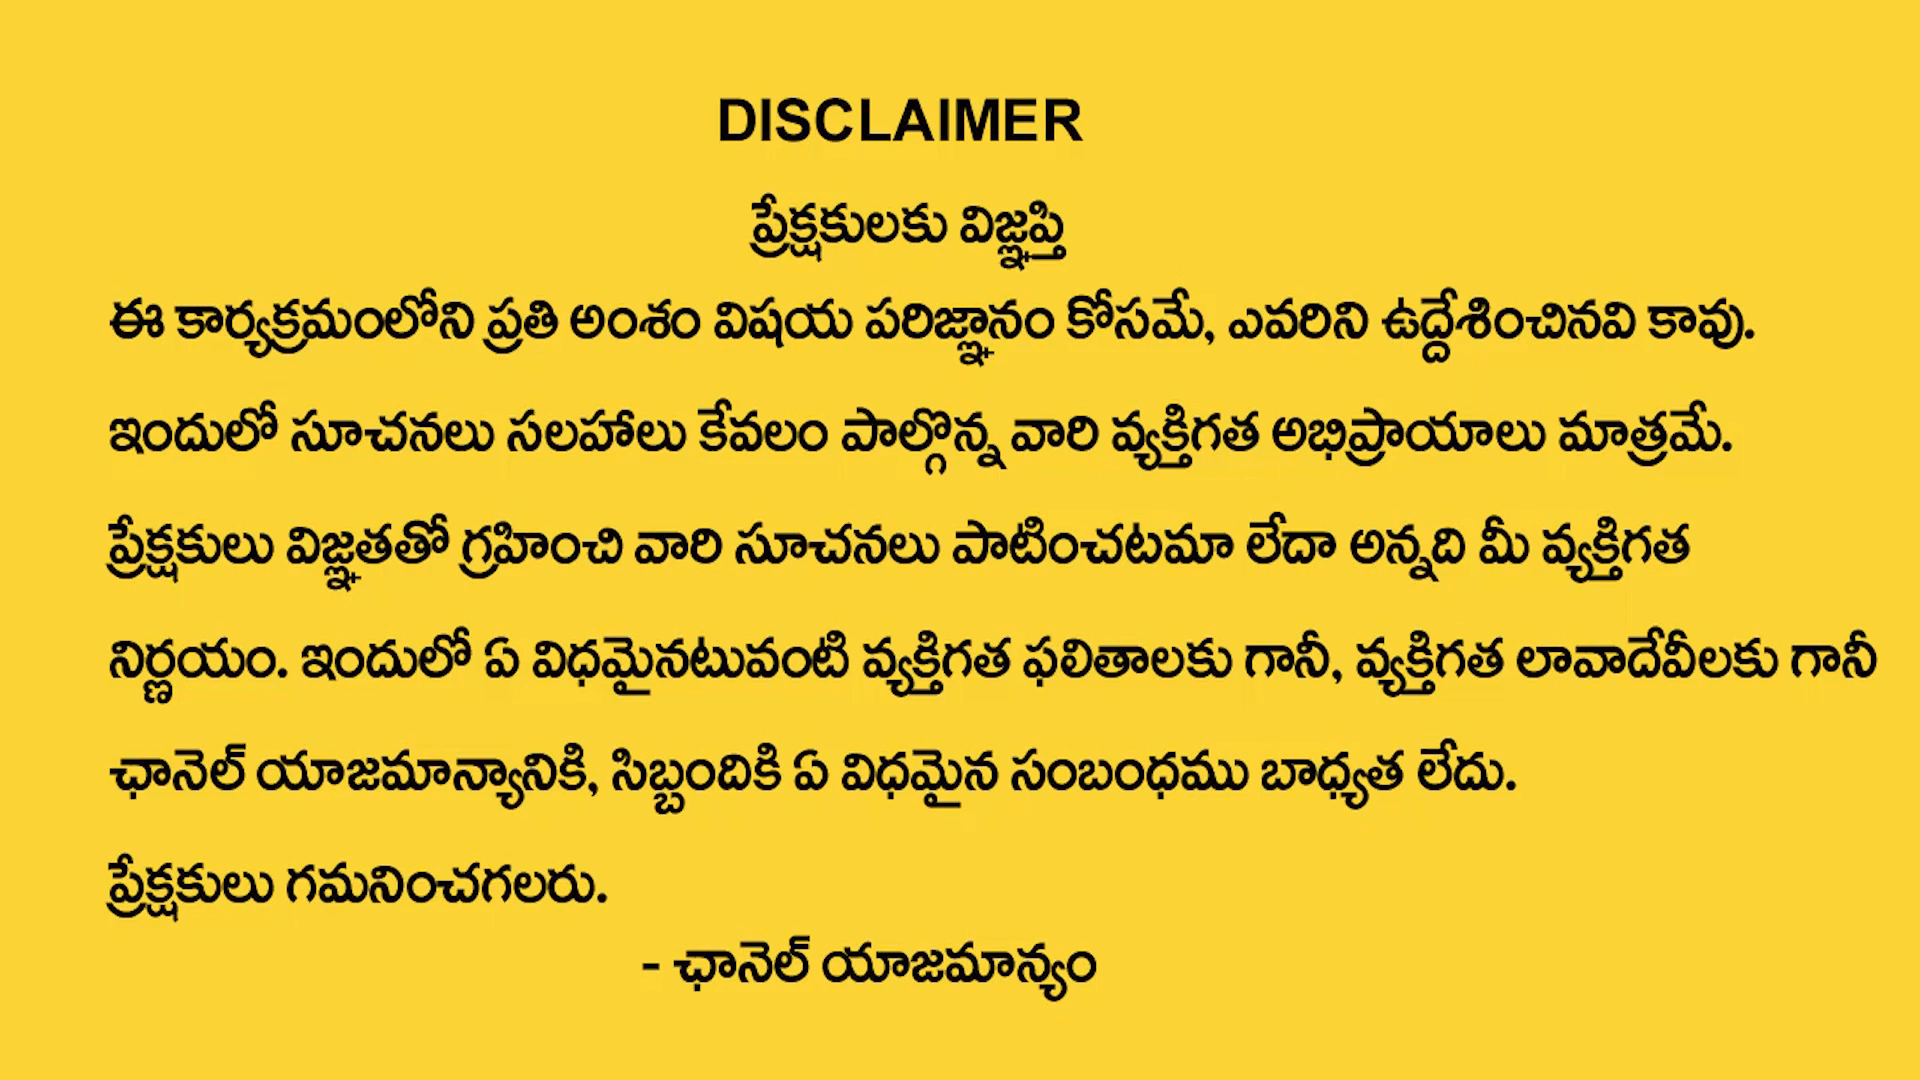 DISCLAIMER
ప్రేక్షకులకు విజ్ఞప్తి
ఈ కార్యక్రమంలోని ప్రతి అంశం విషయ పరిజ్ఞానం కోసమే, ఎవరిని ఉద్దేశించినవి కావు.
ఇందులో సూచనలు సలహాలు కేవలం పాల్గొన్న వారి వ్యక్తిగత అభిప్రాయాలు మాత్రమే.
ప్రేక్షకులు విజ్ఞతతో గ్రహించి వారి సూచనలు పాటించటమా లేదా అన్నది మీ వ్యక్తిగత
నిర్ణయం. ఇందులో ఏ విధమైనటువంటి వ్యక్తిగత ఫలితాలకు గానీ, వ్యక్తిగత లావాదేవీలకు గానీ
ఛానెల్ యాజమాన్యానికి, సిబ్బందికి ఏ విధమైన సంబంధము బాధ్యత లేదు.
ప్రేక్షకులు గమనించగలరు.
- ఛానెల్ యాజమాన్యం